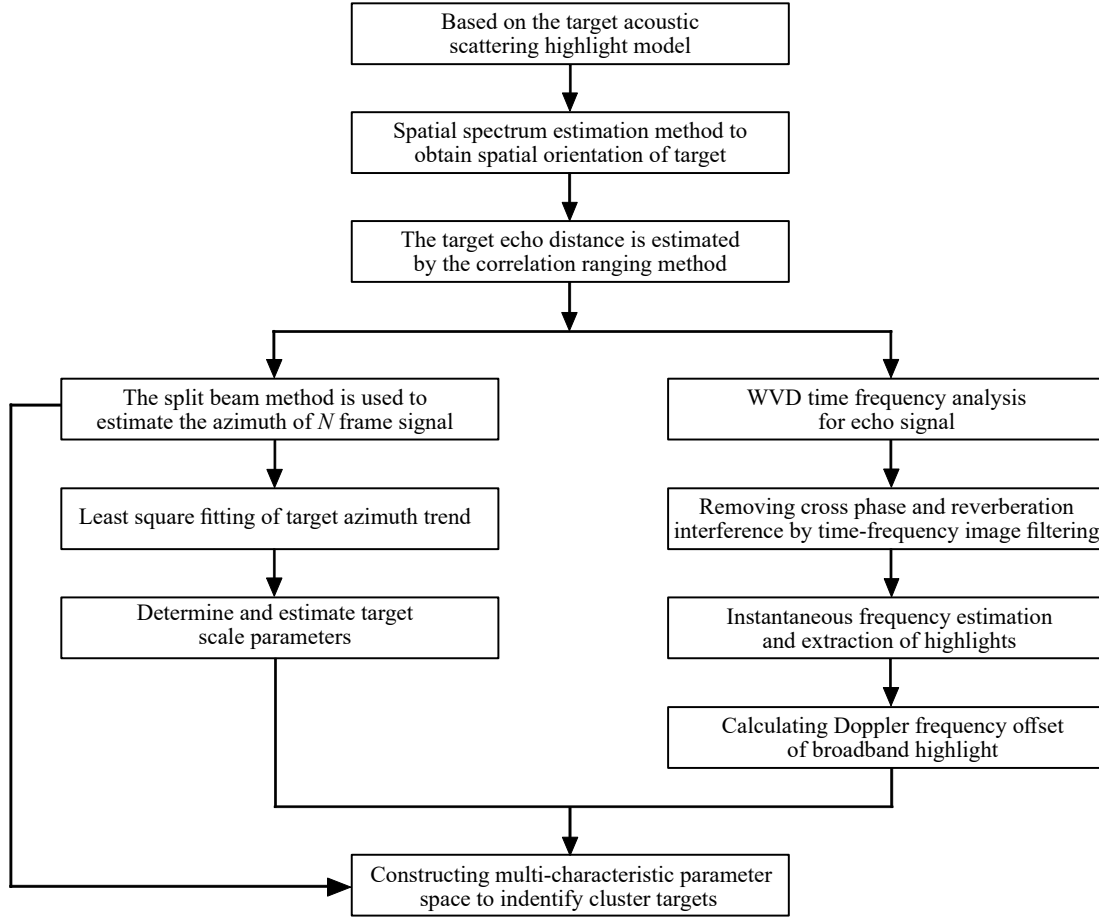 Based on the target acoustic
scattering highlight model
Spatial spectrum estimation method to
obtain spatial orientation of target
The target echo distance is estimated
by the correlation ranging method
The split beam method is used to
estimate the azimuth of N frame signal
Least square fitting of target azimuth trend
Determine and estimate target
scale parameters
WVD time frequency analysis
for echo signal
Removing cross phase and reverberation
interference by time-frequency image filtering
Instantaneous frequency estimation
and extraction of highlights
Calculating Doppler frequency offset
of broadband highlight
Constructing multi-characteristic parameter
space to indentify cluster targets